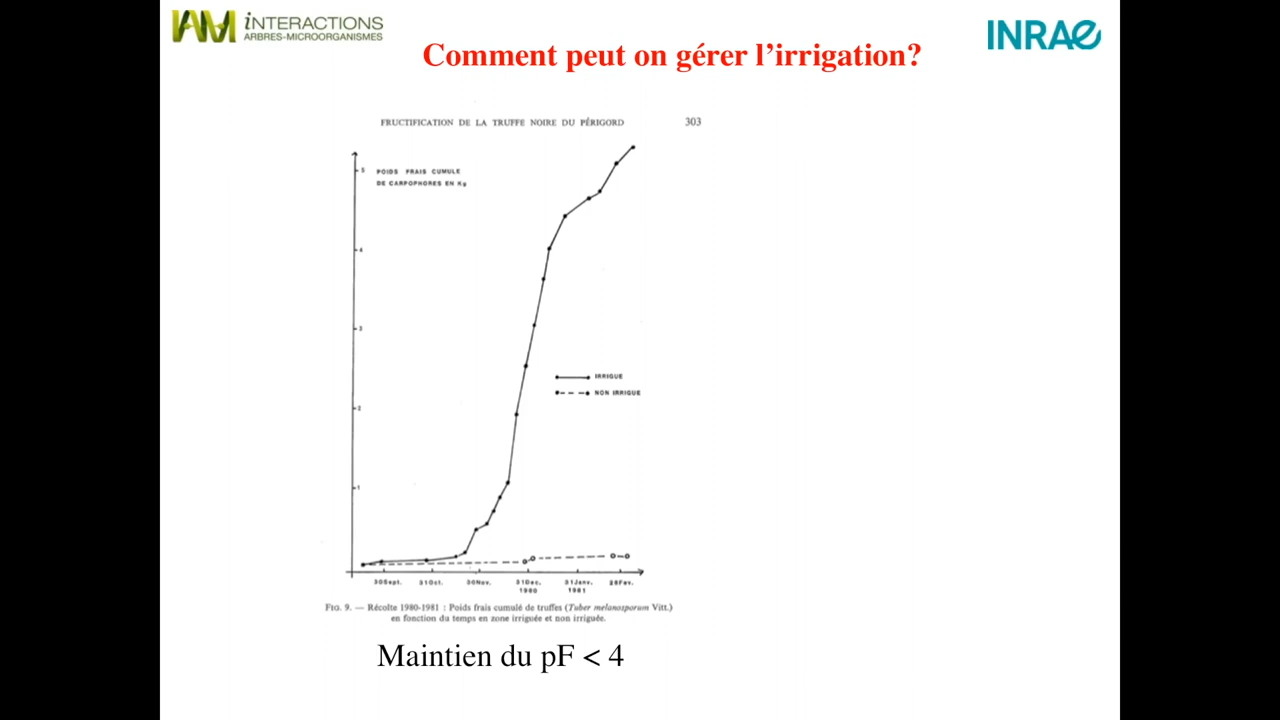 iNTERACTIONS
ARBRES-MICROORGANISMES
INRAE
Comment peut on gérer l'irrigation?
FRUCTIFICATION DE LA TRUFFE NOIRE DU PÉRIGORD 303
POIDS FRAIS CUMULE
DE CARPOPHORES EN Kg
5
4
3
2
1
IRRIGUE
NON IRRIGUE
30Sept. 31Oct. 30Nov. 31Dec. 31Janv. 28Fev.
1980 1981
FIG. 9. — Récolte 1980-1981 : Poids frais cumulé de truffes (Tuber melanosporum Vitt.)
en fonction du temps en zone irriguée et non irriguée.
Maintien du pF < 4